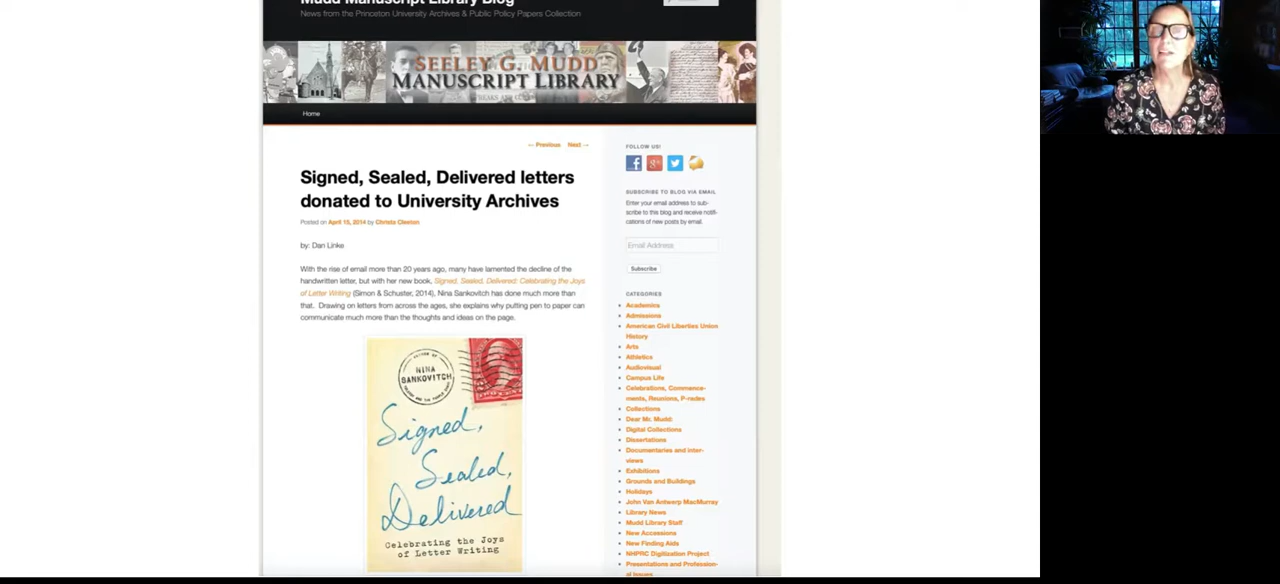 Mudd Manuscript Library Blog
News from the Princeton University Archives & Public Policy Papers Collection
SEELEY G. MUDD
MANUSCRIPT LIBRARY
Home
← Previous Next →
Signed, Sealed, Delivered letters
donated to University Archives
Posted on April 15, 2014 by Christa Cleeton
by: Dan Linke
With the rise of email more than 20 years ago, many have lamented the decline of the
handwritten letter, but with her new book, Signed, Sealed, Delivered: Celebrating the Joys
of Letter Writing (Simon & Schuster, 2014), Nina Sankovitch has done much more than
that. Drawing on letters from across the ages, she explains why putting pen to paper can
communicate much more than the thoughts and ideas on the page.
NINA
SANKOVITCH
Signed,
Sealed,
Delivered
Celebrating the Joys
of Letter Writing
FOLLOW US!
SUBSCRIBE TO BLOG VIA EMAIL
Enter your email address to sub-
scribe to this blog and receive notifi-
cations of new posts by email.
Email Address
Subscribe
CATEGORIES
Academics
Admissions
American Civil Liberties Union
History
Arts
Athletics
Audiovisual
Campus Life
Celebrations, Commence-
ments, Reunions, P-rades
Collections
Dear Mr. Mudd:
Digital Collections
Dissertations
Documentaries and inter-
views
Exhibitions
Grounds and Buildings
Holidays
John Van Antwerp MacMurray
Library News
Mudd Library Staff
New Accessions
New Finding Aids
NHPRC Digitization Project
Presentations and Profession-
al Issues